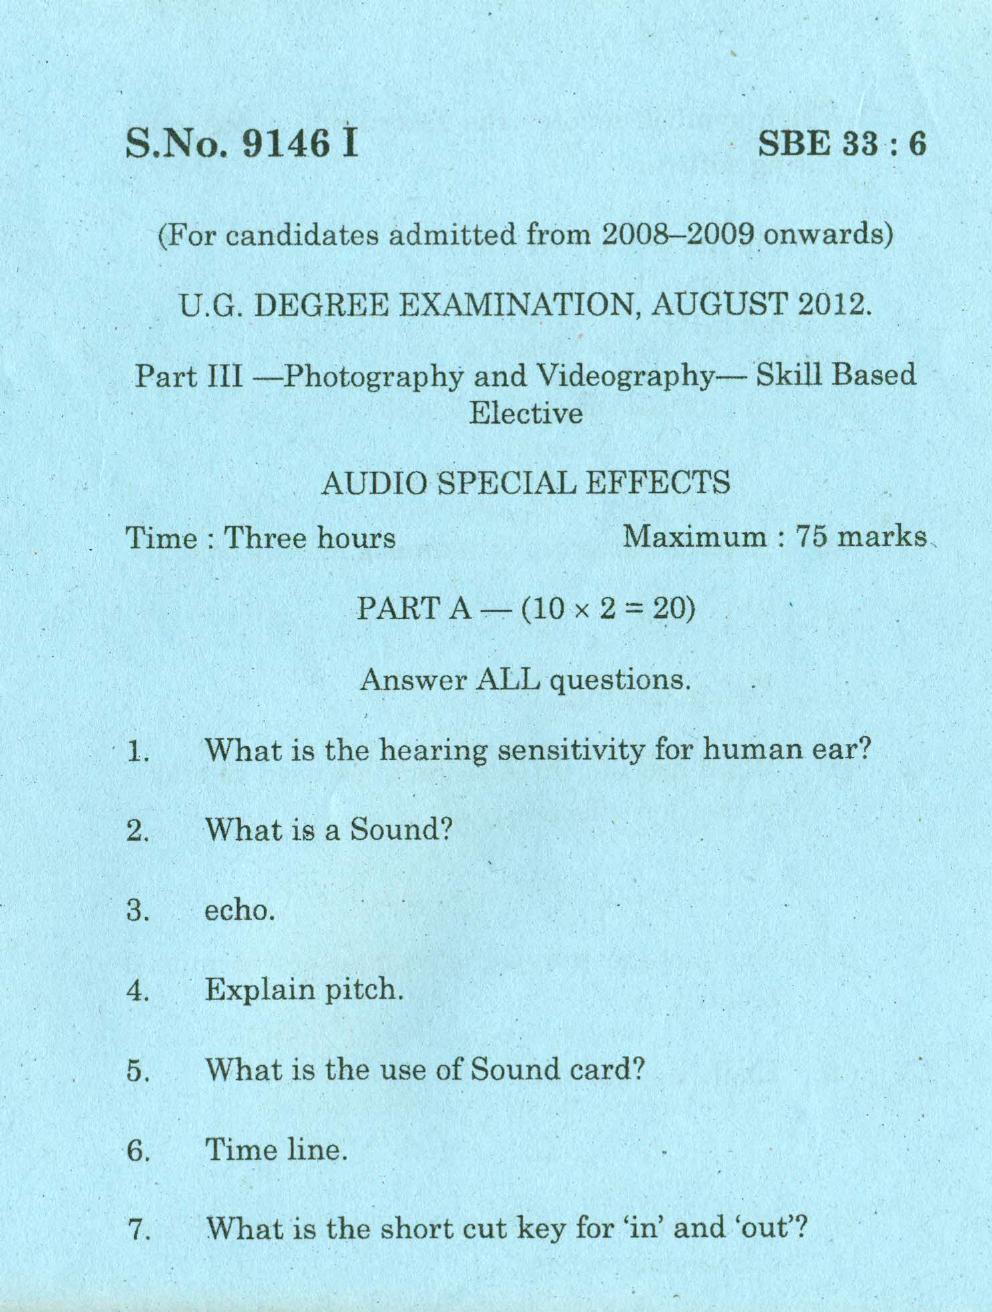 S.No. 9146 I SBE 33 : 6
(For candidates admitted from 2008–2009 onwards)
U.G. DEGREE EXAMINATION, AUGUST 2012.
Part III —Photography and Videography— Skill Based
Elective
AUDIO SPECIAL EFFECTS
Time : Three hours Maximum : 75 marks
PART A — (10 × 2 = 20)
Answer ALL questions.
1. What is the hearing sensitivity for human ear?
2. What is a Sound?
3. echo.
4. Explain pitch.
5. What is the use of Sound card?
6. Time line.
7. What is the short cut key for ‘in’ and ‘out’?